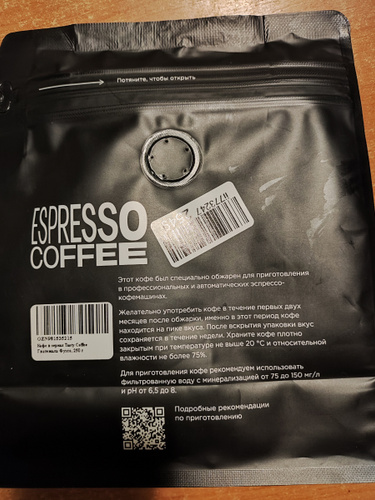 Потяните, чтобы открыть
ESPRESSO
COFFEE
Этот кофе был специально обжарен для приготовления
в профессиональных и автоматических эспрессо-
кофемашинах.
Желательно употребить кофе в течение первых двух
месяцев после обжарки, именно в этот период кофе
находится на пике вкуса. После вскрытия упаковки вкус
сохраняется в течение недели. Храните кофе плотно
закрытым при температуре не выше 20 °C и относительной
влажности не более 75%.
Кофе в зернах Tasty Coffee
Для приготовления кофе рекомендуем использовать
фильтрованную воду с минерализацией от 75 до 150 мг/л
и pH от 6,5 до 8.
Подробные рекомендации
по приготовлению